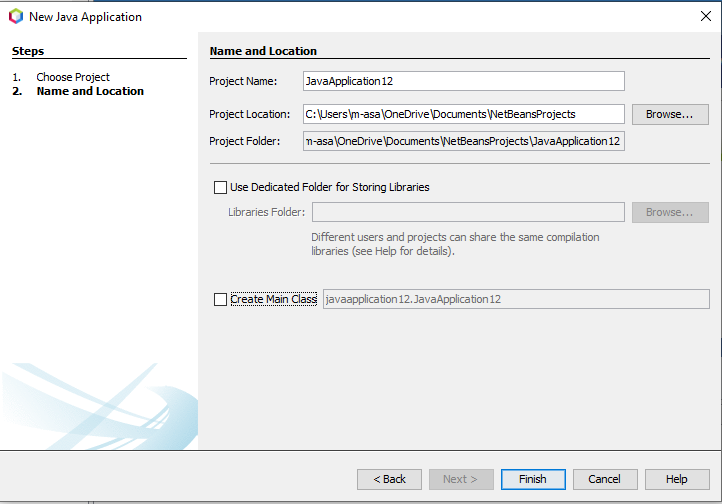 New Java Application
Steps
1. Choose Project
2. Name and Location
Name and Location
Project Name: JavaApplication12
Project Location: C:\Users\m-asa\OneDrive\Documents\NetBeansProjects Browse...
Project Folder: m-asa\OneDrive\Documents\NetBeansProjects\JavaApplication12
Use Dedicated Folder for Storing Libraries
Libraries Folder: Browse...
Different users and projects can share the same compilation
libraries (see Help for details).
Create Main Class javaapplication12.JavaApplication12
< Back Next > Finish Cancel Help